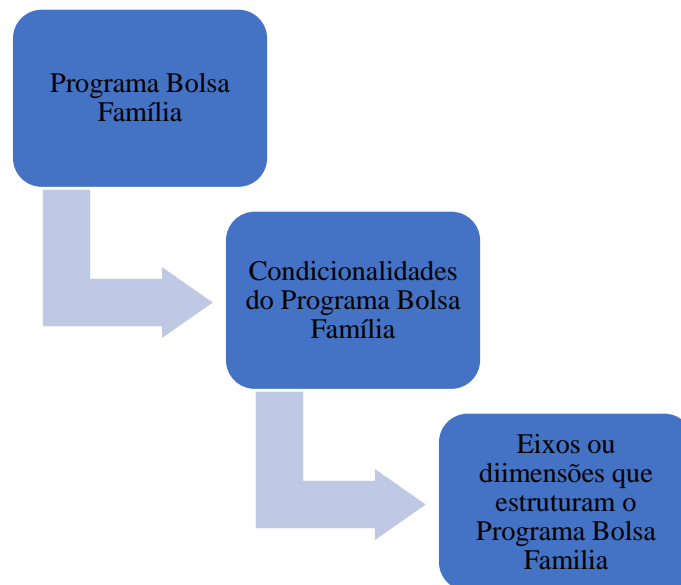 Programa Bolsa
Família
Condicionalidades
do Programa Bolsa
Família
Eixos ou
diimensões que
estruturam o
Programa Bolsa
Familia